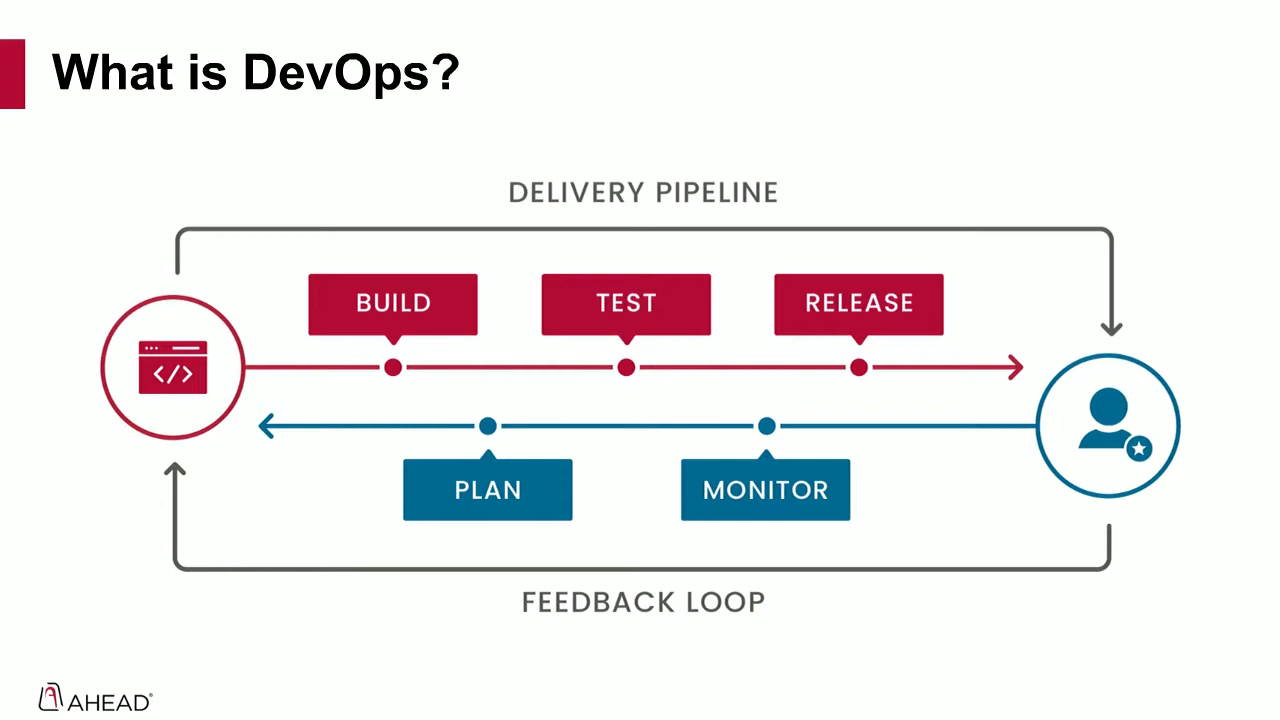 What is DevOps?
DELIVERY PIPELINE
BUILD
TEST
RELEASE
</>
PLAN
MONITOR
FEEDBACK LOOP
AHEAD®